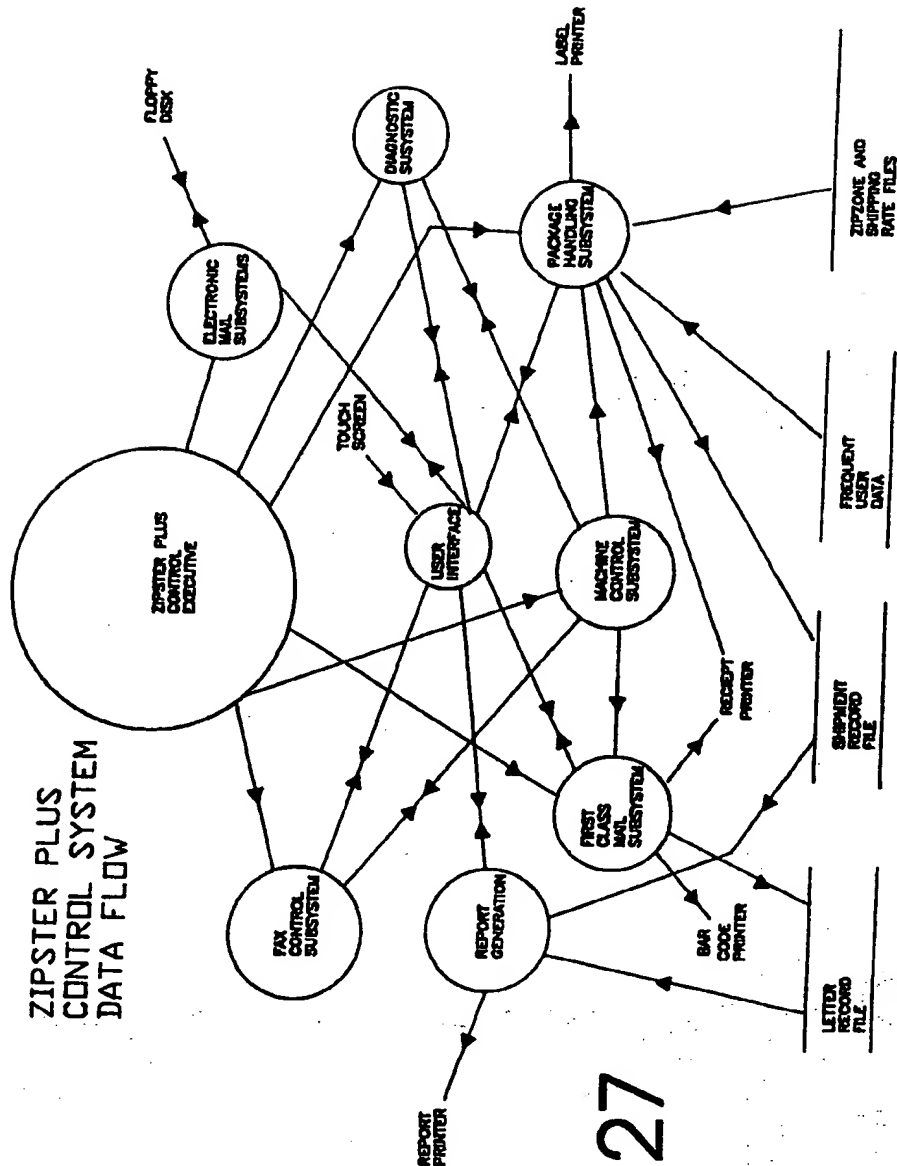 ZIPSTER PLUS
CONTROL SYSTEM
DATA FLOW
ZIPSTER PLUS
CONTROL
EXECUTIVE
FLOPPY
DISK
ELECTRONIC
MAIL
SUBSYSTEMS
DIAGNOSTIC
SUSYSTEM
TOUCH
SCREEN
FAX
CONTROL
SUBSYSTEM
USER
INTERFACE
REPORT
GENERATION
REPORT
PRINTER
FIRST
CLASS
MAIL
SUBSYSTEM
MACHINE
CONTROL
SUBSYSTEM
PACKAGE
HANDLING
SUBSYSTEM
LABEL
PRINTER
BAR
CODE
PRINTER
RECIEPT
PRINTER
LETTER
RECORD
FILE
SHIPMENT
RECORD
FILE
FREQUENT
USER
DATA
ZIPZONE AND
SHIPPING
RATE FILES
27